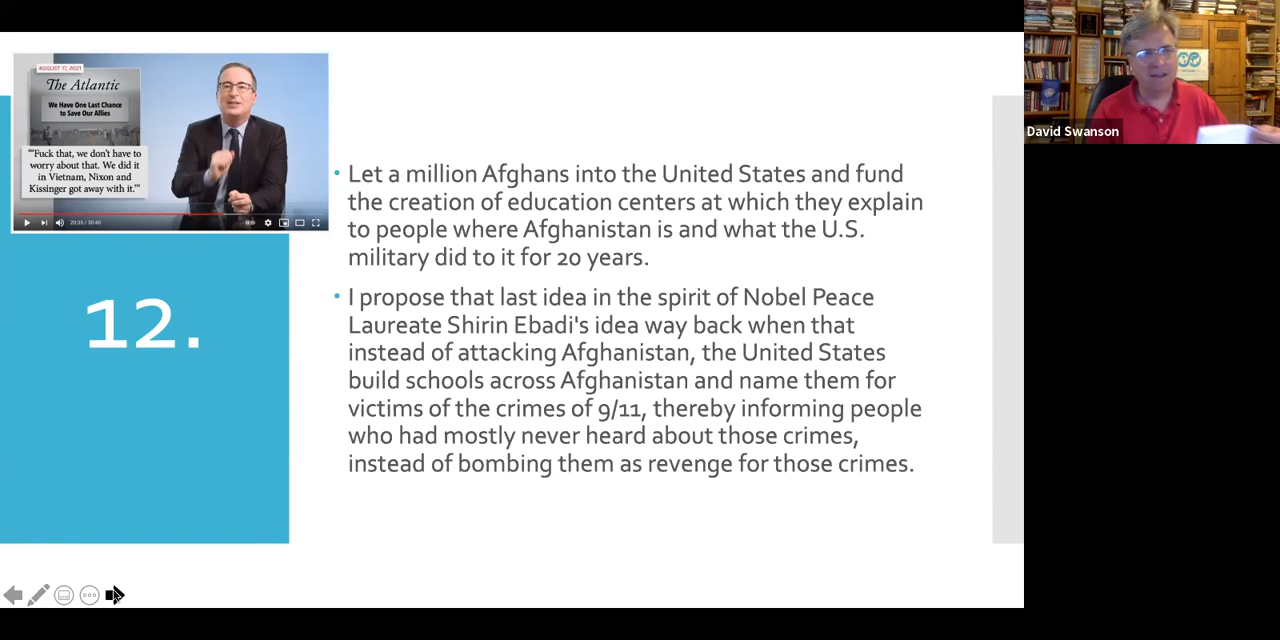 AUGUST 17, 2021
The Atlantic
We Have One Last Chance
to Save Our Allies
"'Fuck that, we don't have to
worry about that. We did it
in Vietnam, Nixon and
Kissinger got away with it.'"
20:35 / 20:40
12.
• Let a million Afghans into the United States and fund
the creation of education centers at which they explain
to people where Afghanistan is and what the U.S.
military did to it for 20 years.
• I propose that last idea in the spirit of Nobel Peace
Laureate Shirin Ebadi's idea way back when that
instead of attacking Afghanistan, the United States
build schools across Afghanistan and name them for
victims of the crimes of 9/11, thereby informing people
who had mostly never heard about those crimes,
instead of bombing them as revenge for those crimes.
David Swanson